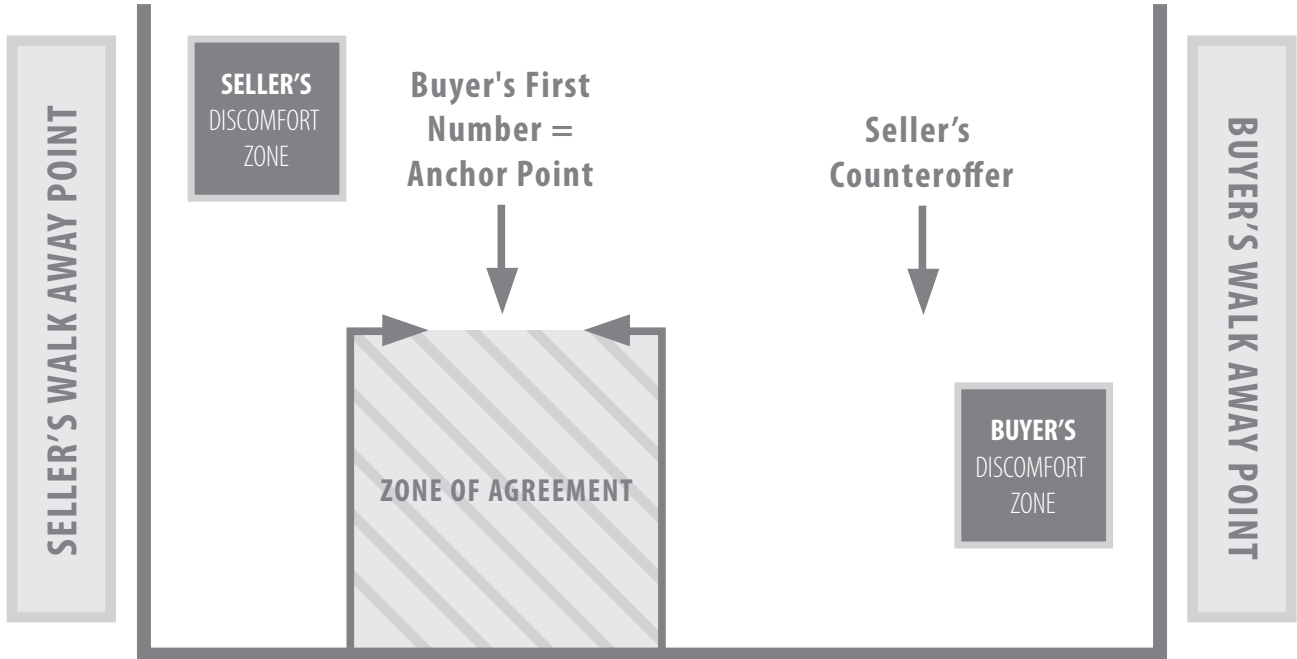 SELLER’S WALK AWAY POINT
SELLER’S
DISCOMFORT
ZONE
Buyer's First
Number =
Anchor Point
Seller’s
Counteroffer
ZONE OF AGREEMENT
BUYER’S
DISCOMFORT
ZONE
BUYER’S WALK AWAY POINT